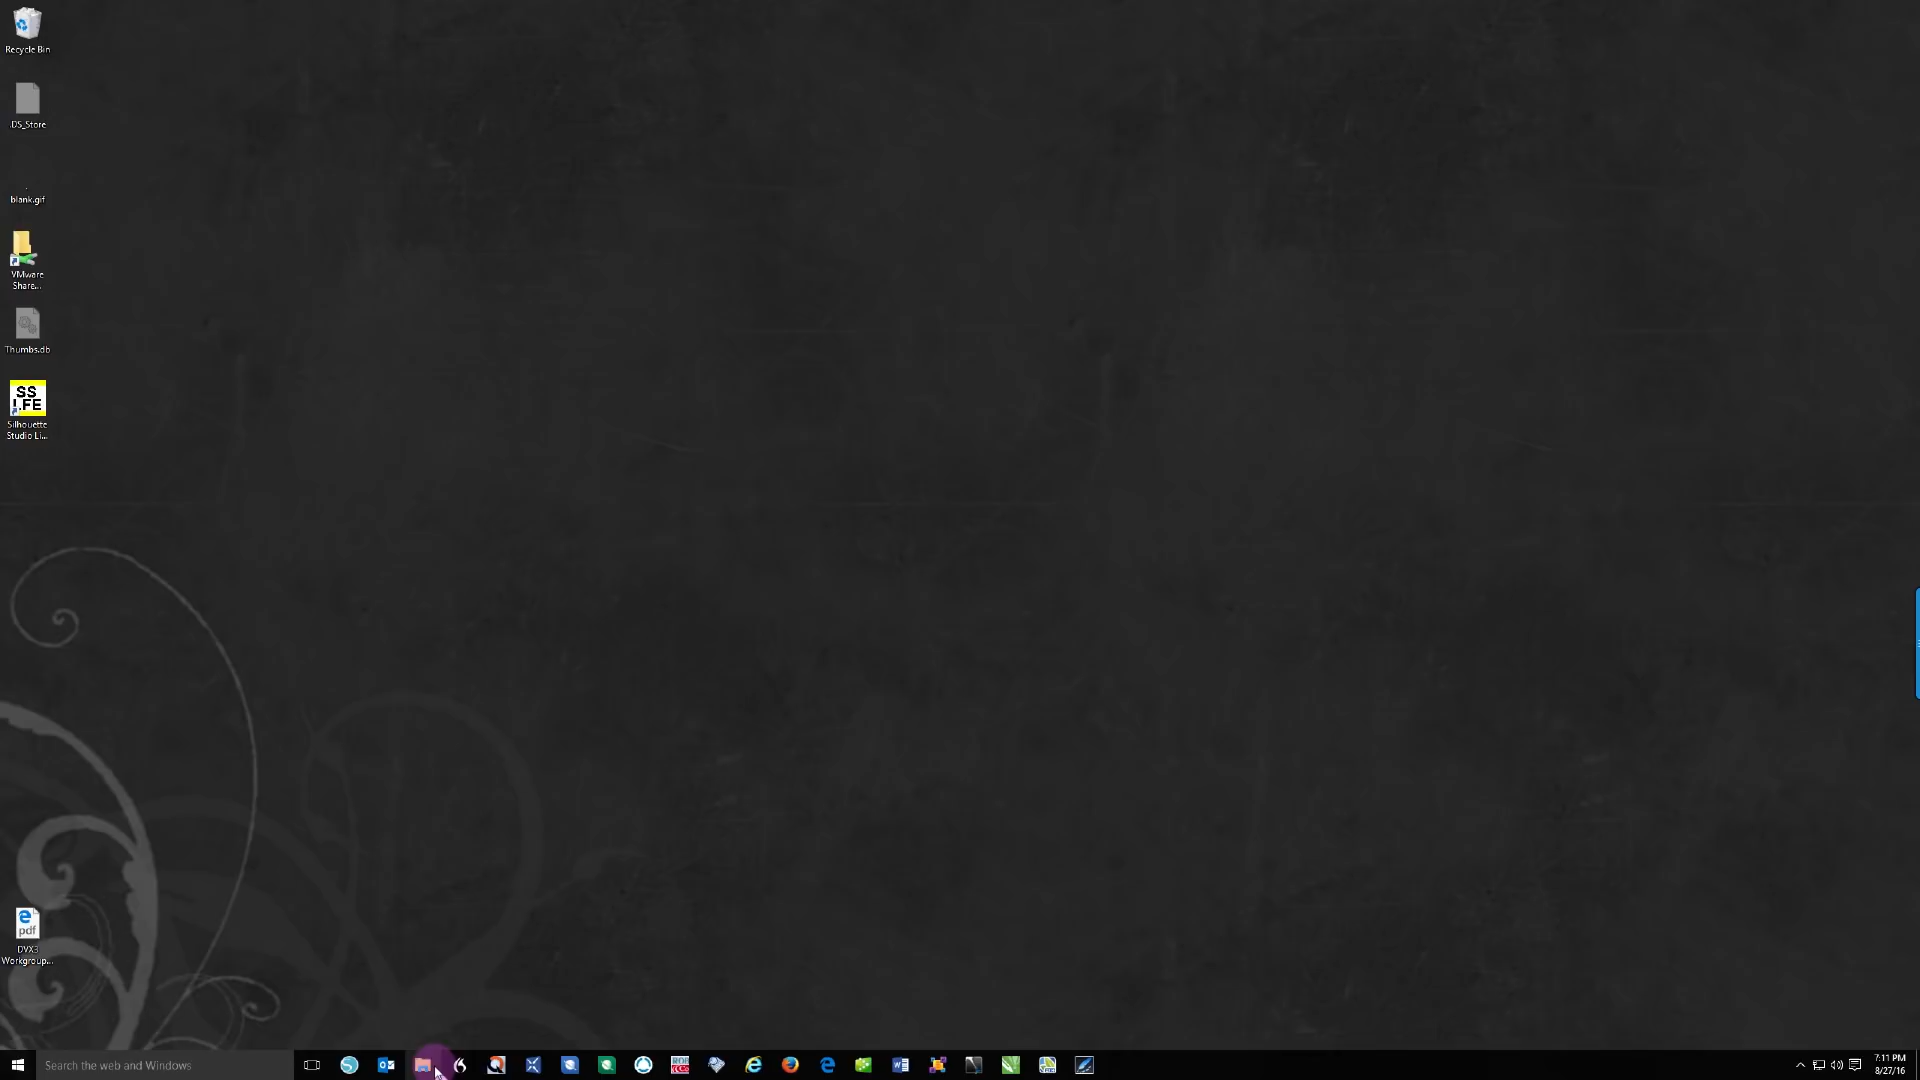 Recycle Bin
.DS_Store
blank.gif
VMware
Share...
Thumbs.db
SS
Silhouette
Studio Li...
pdf
DVX3
Workgroup...
Search the web and Windows
7:11 PM
8/27/16